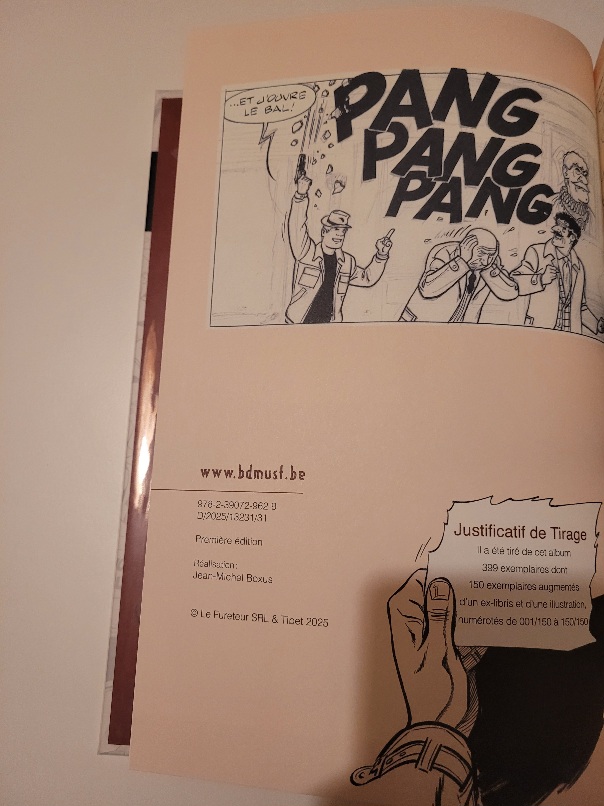 ...ET J'OUVRE
LE BAL!
PANG
PANG
PANG
www.bdmusf.be
978-2-39072-962-8
D/2025/13231/31
Première édition
Réalisation:
Jean-Michel Boxus
© Le Fureteur SRL & Tibet 2025
Justificatif de Tirage
Il a été tiré de cet album
399 exemplaires dont
150 exemplaires augmentés
d'un ex-libris et d'une illustration,
numérotés de 001/150 à 150/150